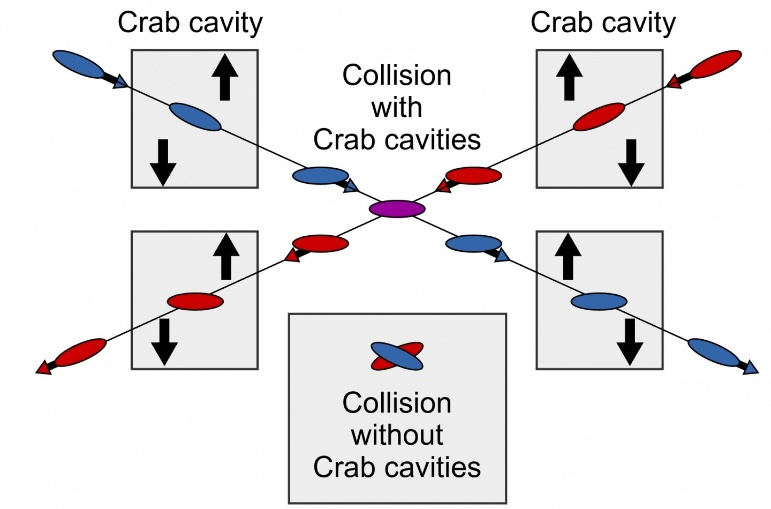 Crab cavity
Crab cavity
Collision
with
Crab cavities
Collision
without
Crab cavities